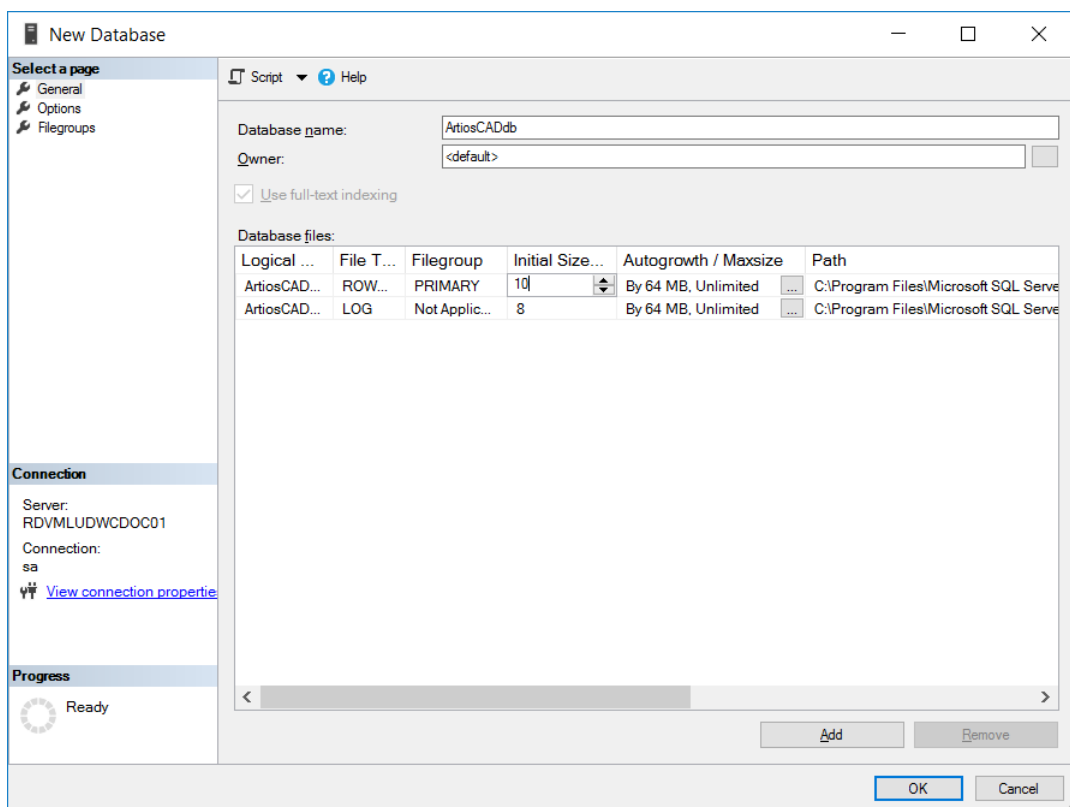 New Database
Select a page
General
Options
Filegroups
Script
Help
Database name:
ArtiosCADdb
Owner:
<default>
Use full-text indexing
Database files:
Logical ... File T... Filegroup Initial Size... Autogrowth / Maxsize Path
ArtiosCAD... ROW... PRIMARY 10 By 64 MB, Unlimited ... C:\Program Files\Microsoft SQL Serve
ArtiosCAD... LOG Not Applic... 8 By 64 MB, Unlimited ... C:\Program Files\Microsoft SQL Serve
Connection
Server:
RDVMLUDWCDOC01
Connection:
sa
View connection propertie
Progress
Ready
Add
Remove
OK
Cancel